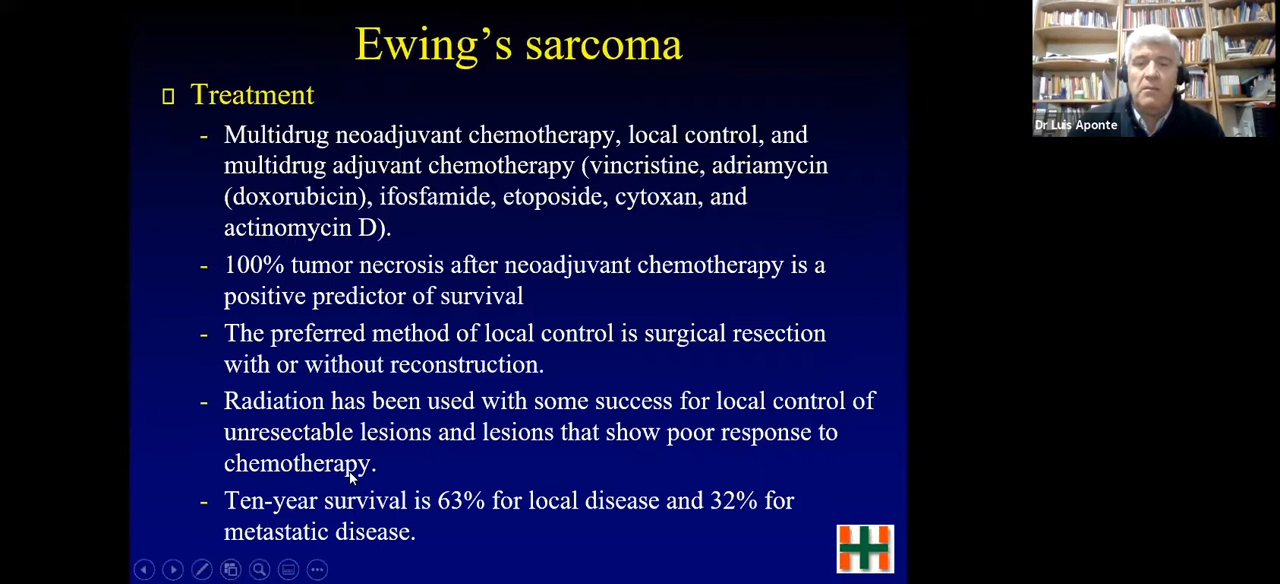 Ewing's sarcoma
Treatment
- Multidrug neoadjuvant chemotherapy, local control, and
multidrug adjuvant chemotherapy (vincristine, adriamycin
(doxorubicin), ifosfamide, etoposide, cytoxan, and
actinomycin D).
- 100% tumor necrosis after neoadjuvant chemotherapy is a
positive predictor of survival
- The preferred method of local control is surgical resection
with or without reconstruction.
- Radiation has been used with some success for local control of
unresectable lesions and lesions that show poor response to
chemotherapy.
- Ten-year survival is 63% for local disease and 32% for
metastatic disease.
Dr Luis Aponte